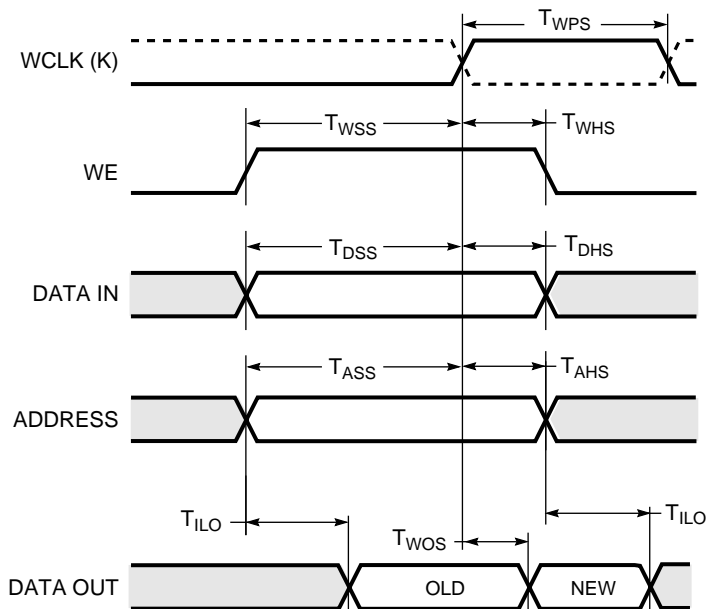 T_WPS
WCLK (K)
T_WSS T_WHS
WE
T_DSS T_DHS
DATA IN
T_ASS T_AHS
ADDRESS
T_ILO T_WOS T_ILO
DATA OUT OLD NEW